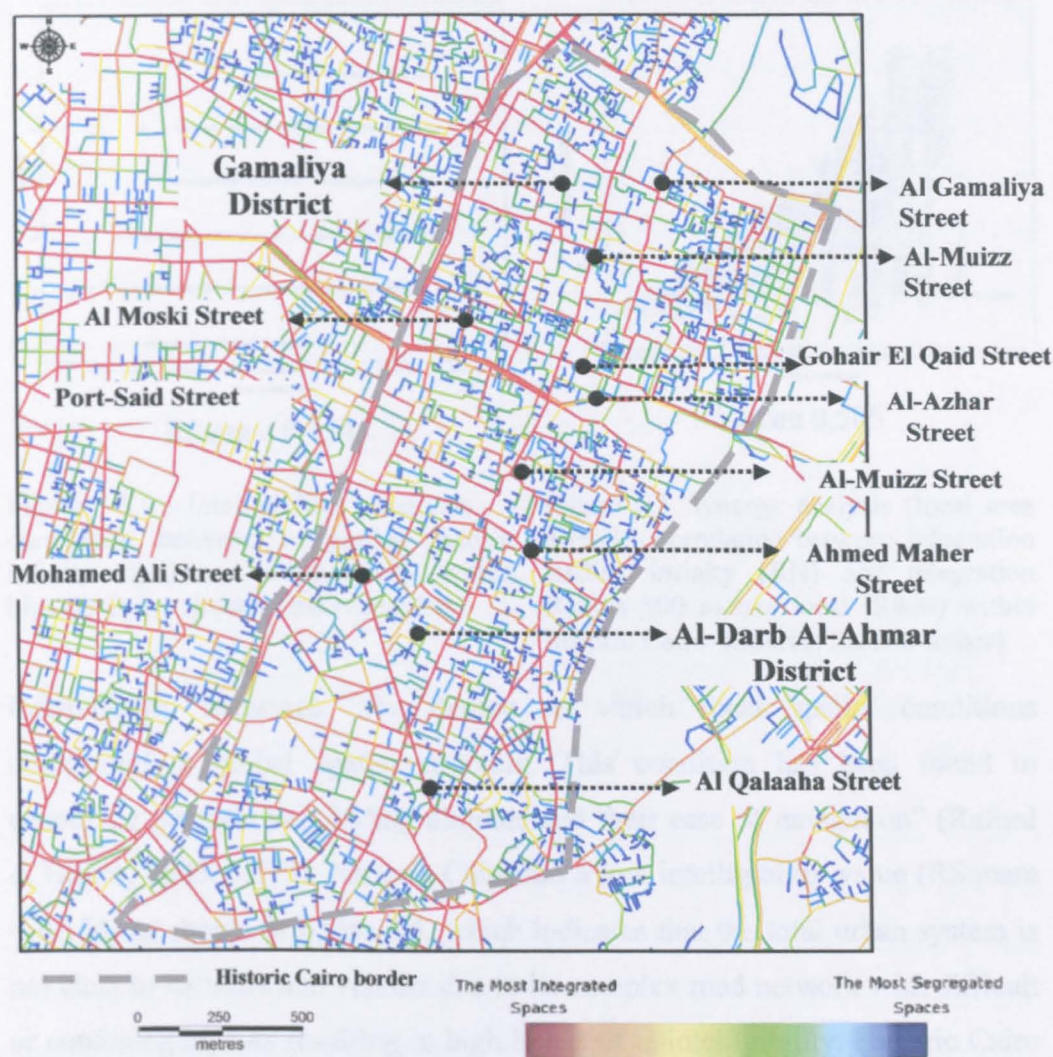 N
W
E
S
Gamaliya
District
Al Gamaliya
Street
Al-Muizz
Street
Al Moski Street
Gohair El Qaid Street
Port-Said Street
Al-Azhar
Street
Al-Muizz Street
Ahmed Maher
Street
Mohamed Ali Street
Al-Darb Al-Ahmar
District
Al Qalaaha Street
Historic Cairo border
The Most Integrated
Spaces
The Most Segregated
Spaces
0 250 500
metres